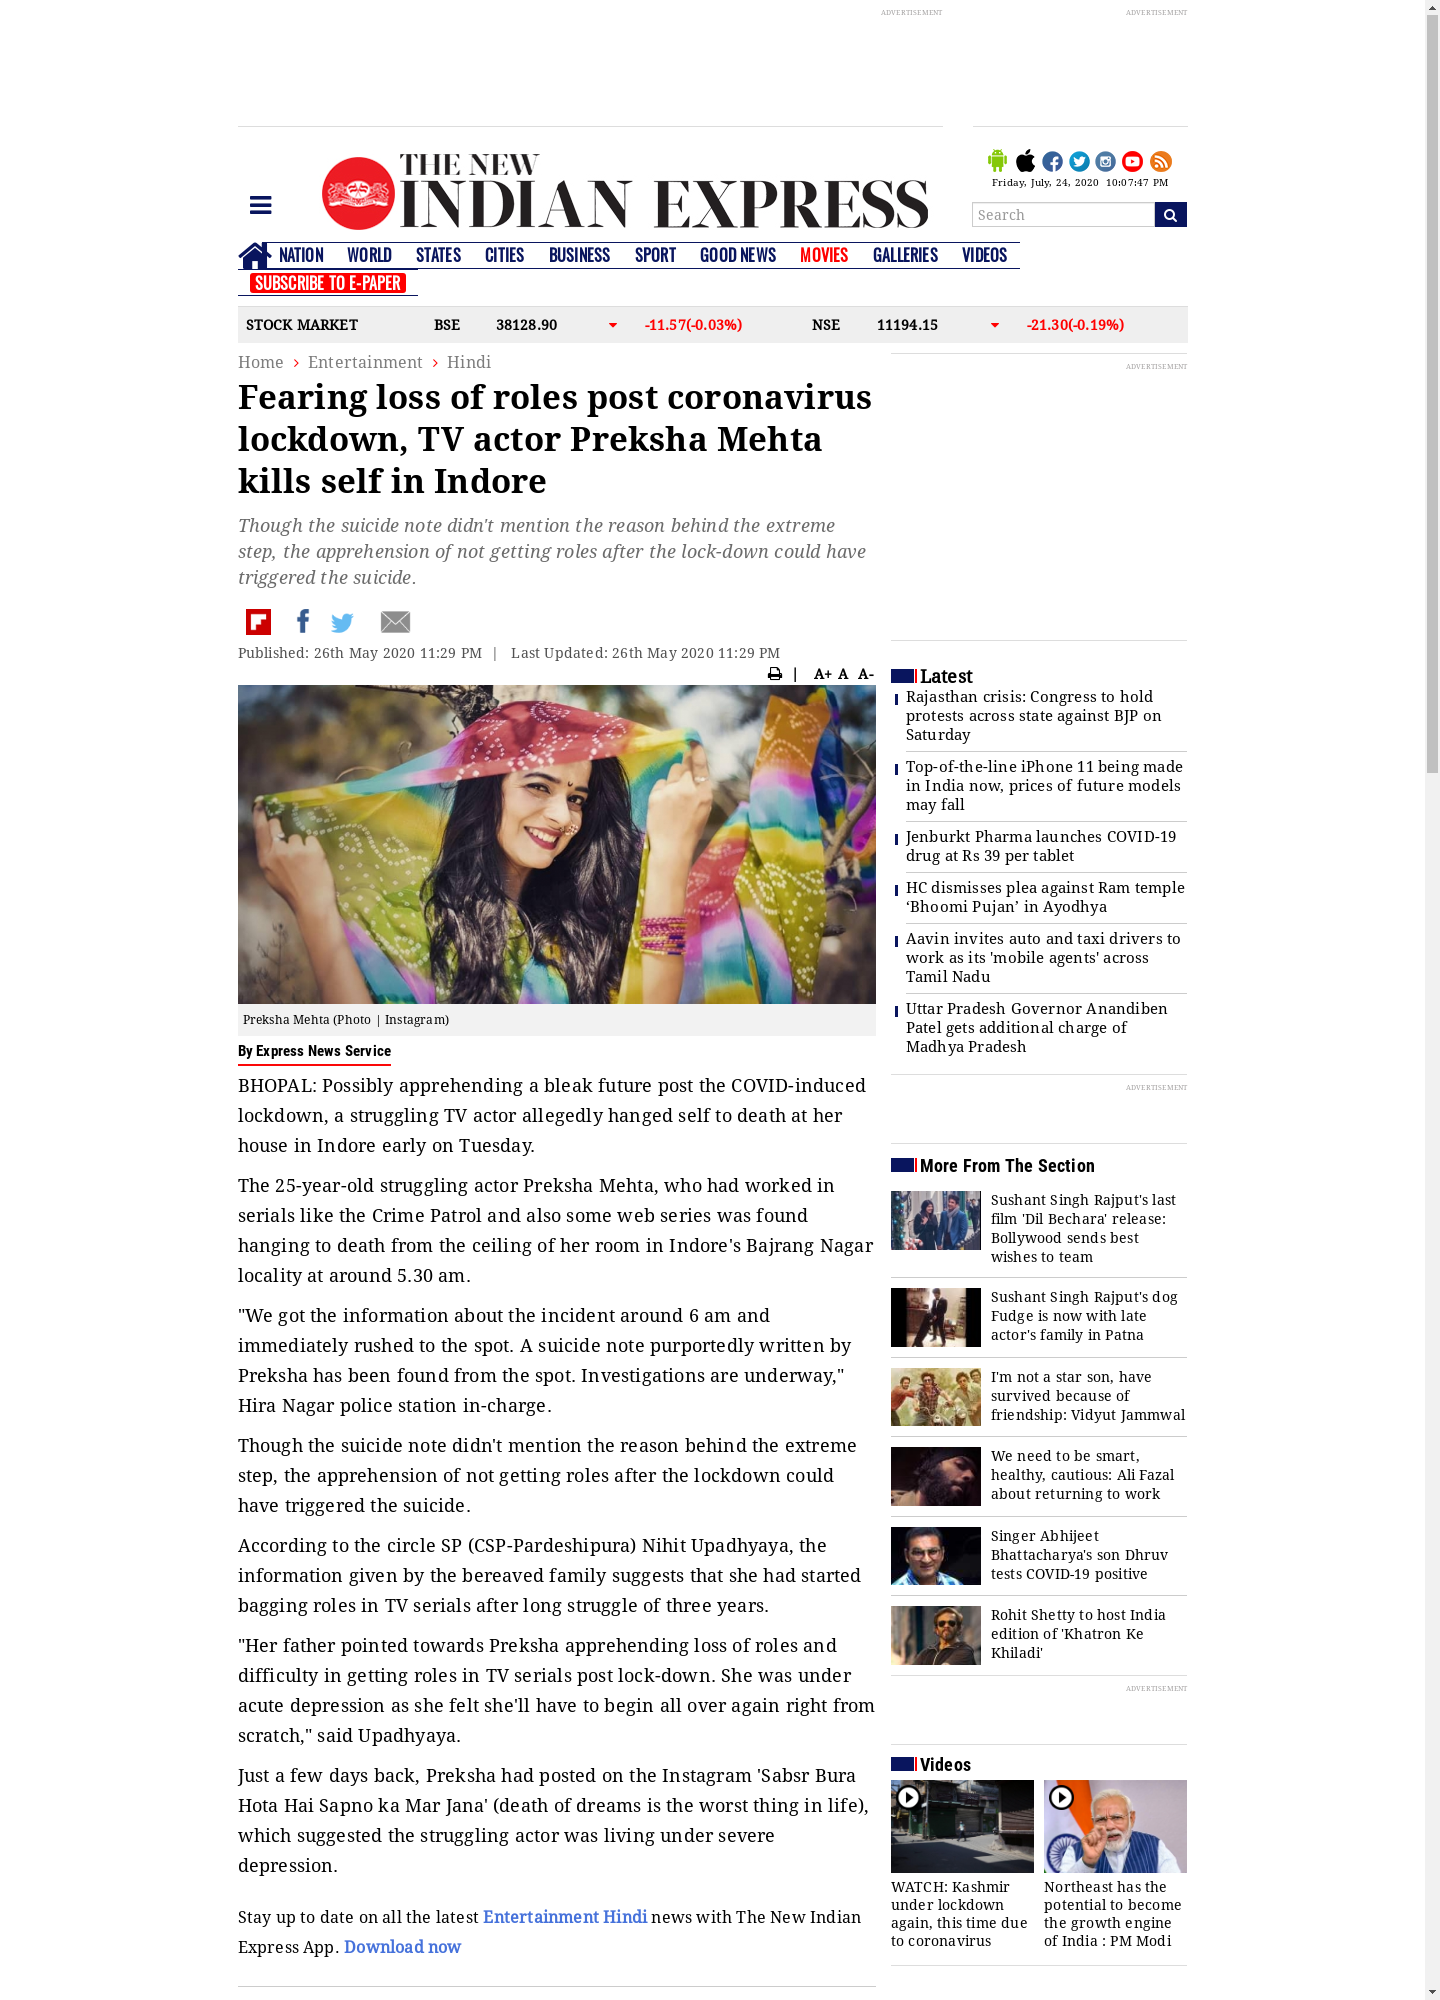 ADVERTISEMENT
ADVERTISEMENT
THE NEW
INDIAN EXPRESS
Friday, July, 24, 2020 10:07:47 PM
Search
NATION WORLD STATES CITIES BUSINESS SPORT GOOD NEWS MOVIES GALLERIES VIDEOS
SUBSCRIBE TO E-PAPER
STOCK MARKET BSE 38128.90 -11.57(-0.03%) NSE 11194.15 -21.30(-0.19%)
Home > Entertainment > Hindi
Fearing loss of roles post coronavirus
lockdown, TV actor Preksha Mehta
kills self in Indore
Though the suicide note didn't mention the reason behind the extreme
step, the apprehension of not getting roles after the lock-down could have
triggered the suicide.
Published: 26th May 2020 11:29 PM | Last Updated: 26th May 2020 11:29 PM
| A+ A A-
Preksha Mehta (Photo | Instagram)
By Express News Service
BHOPAL: Possibly apprehending a bleak future post the COVID-induced
lockdown, a struggling TV actor allegedly hanged self to death at her
house in Indore early on Tuesday.
The 25-year-old struggling actor Preksha Mehta, who had worked in
serials like the Crime Patrol and also some web series was found
hanging to death from the ceiling of her room in Indore's Bajrang Nagar
locality at around 5.30 am.
"We got the information about the incident around 6 am and
immediately rushed to the spot. A suicide note purportedly written by
Preksha has been found from the spot. Investigations are underway,"
Hira Nagar police station in-charge.
Though the suicide note didn't mention the reason behind the extreme
step, the apprehension of not getting roles after the lockdown could
have triggered the suicide.
According to the circle SP (CSP-Pardeshipura) Nihit Upadhyaya, the
information given by the bereaved family suggests that she had started
bagging roles in TV serials after long struggle of three years.
"Her father pointed towards Preksha apprehending loss of roles and
difficulty in getting roles in TV serials post lock-down. She was under
acute depression as she felt she'll have to begin all over again right from
scratch," said Upadhyaya.
Just a few days back, Preksha had posted on the Instagram 'Sabsr Bura
Hota Hai Sapno ka Mar Jana' (death of dreams is the worst thing in life),
which suggested the struggling actor was living under severe
depression.
Stay up to date on all the latest Entertainment Hindi news with The New Indian
Express App. Download now
ADVERTISEMENT
Latest
Rajasthan crisis: Congress to hold
protests across state against BJP on
Saturday
Top-of-the-line iPhone 11 being made
in India now, prices of future models
may fall
Jenburkt Pharma launches COVID-19
drug at Rs 39 per tablet
HC dismisses plea against Ram temple
‘Bhoomi Pujan’ in Ayodhya
Aavin invites auto and taxi drivers to
work as its 'mobile agents' across
Tamil Nadu
Uttar Pradesh Governor Anandiben
Patel gets additional charge of
Madhya Pradesh
ADVERTISEMENT
More From The Section
Sushant Singh Rajput's last
film 'Dil Bechara' release:
Bollywood sends best
wishes to team
Sushant Singh Rajput's dog
Fudge is now with late
actor's family in Patna
I'm not a star son, have
survived because of
friendship: Vidyut Jammwal
We need to be smart,
healthy, cautious: Ali Fazal
about returning to work
Singer Abhijeet
Bhattacharya's son Dhruv
tests COVID-19 positive
Rohit Shetty to host India
edition of 'Khatron Ke
Khiladi'
ADVERTISEMENT
Videos
WATCH: Kashmir
under lockdown
again, this time due
to coronavirus
Northeast has the
potential to become
the growth engine
of India : PM Modi